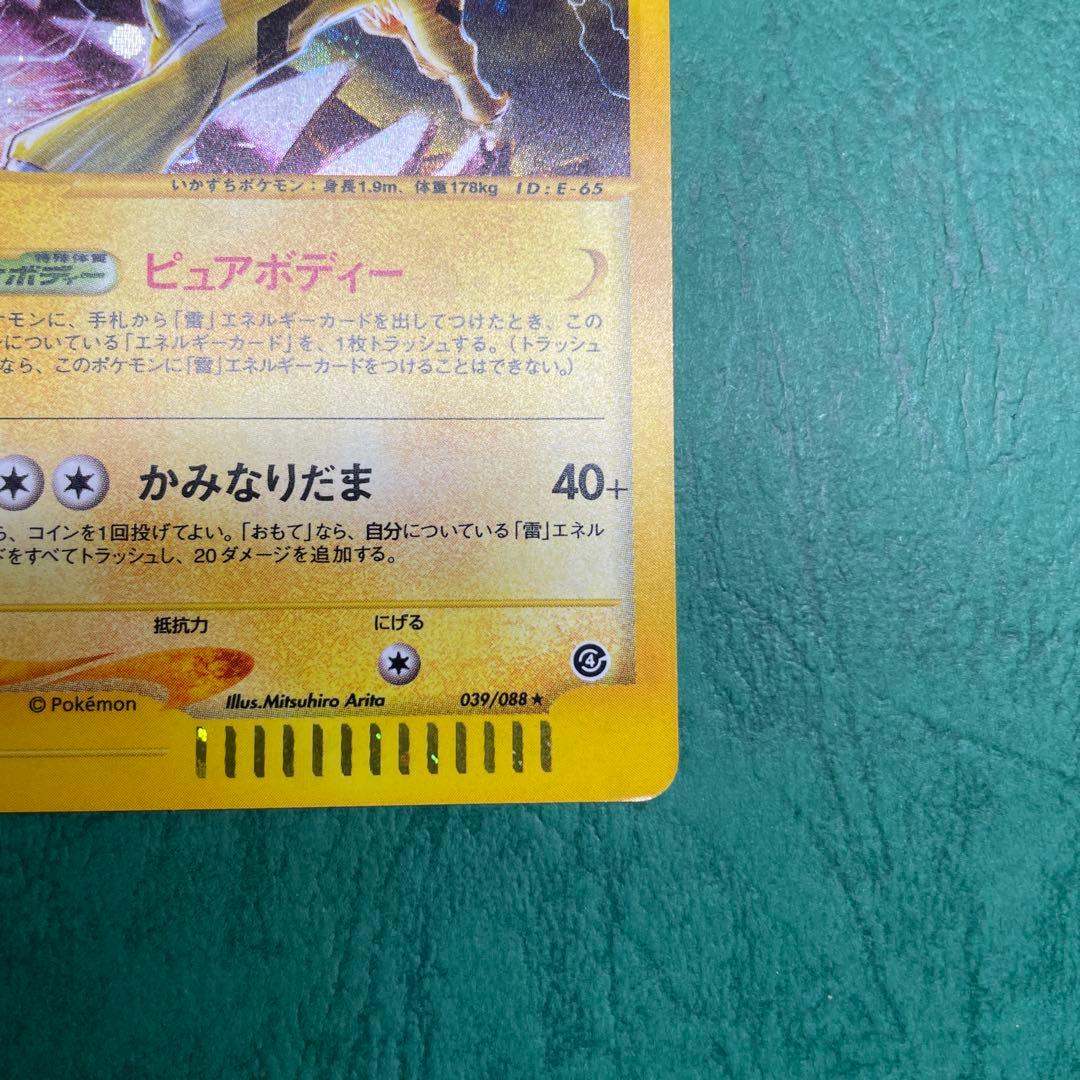 いかずちポケモン：身長1.9m、体重178kg ID:E-65
特殊体質
ボディー ピュアボディー
モンに、手札から「雷」エネルギーカードを出してつけたとき、この
についている「エネルギーカード」を、1枚トラッシュする。（トラッシュ
なら、このポケモンに「雷」エネルギーカードをつけることはできない。）
かみなりだま 40+
、コインを1回投げてよい。「おもて」なら、自分についている「雷」エネル
をすべてトラッシュし、20ダメージを追加する。
抵抗力 にげる
4
©Pokémon Illus.Mitsuhiro Arita 039/088★